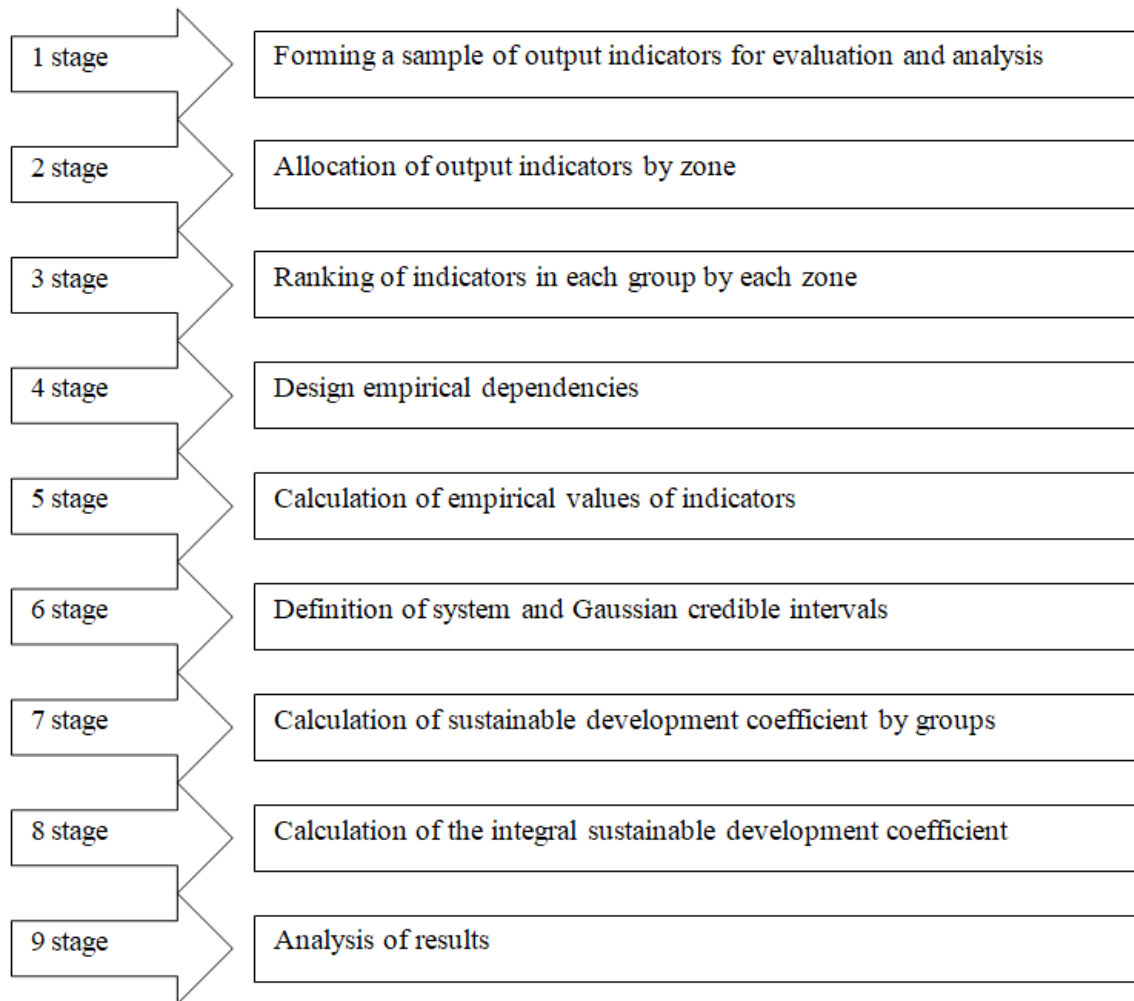 1 stage
Forming a sample of output indicators for evaluation and analysis
2 stage
Allocation of output indicators by zone
3 stage
Ranking of indicators in each group by each zone
4 stage
Design empirical dependencies
5 stage
Calculation of empirical values of indicators
6 stage
Definition of system and Gaussian credible intervals
7 stage
Calculation of sustainable development coefficient by groups
8 stage
Calculation of the integral sustainable development coefficient
9 stage
Analysis of results